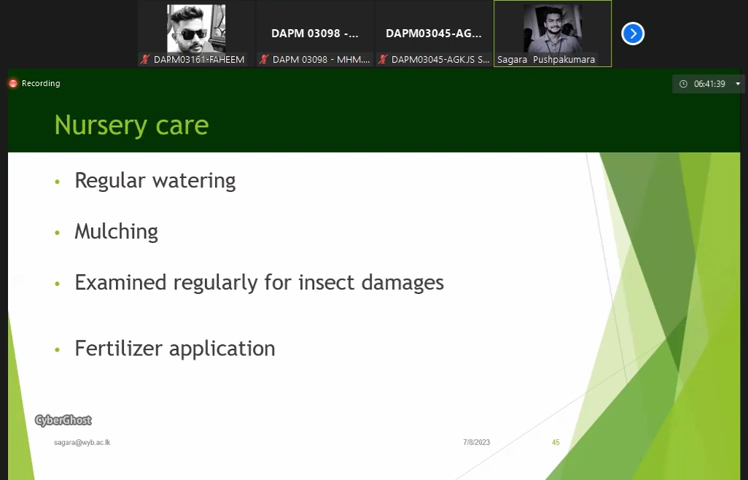 DAPM03161-FAHEEM
DAPM 03098 -...
DAPM 03098 - MHM....
DAPM03045-AG...
DAPM03045-AGKJS S...
Sagara Pushpakumara
Recording
06:41:39
Nursery care
• Regular watering
• Mulching
• Examined regularly for insect damages
• Fertilizer application
CyberGhost
sagara@wyb.ac.lk
7/8/2023
45